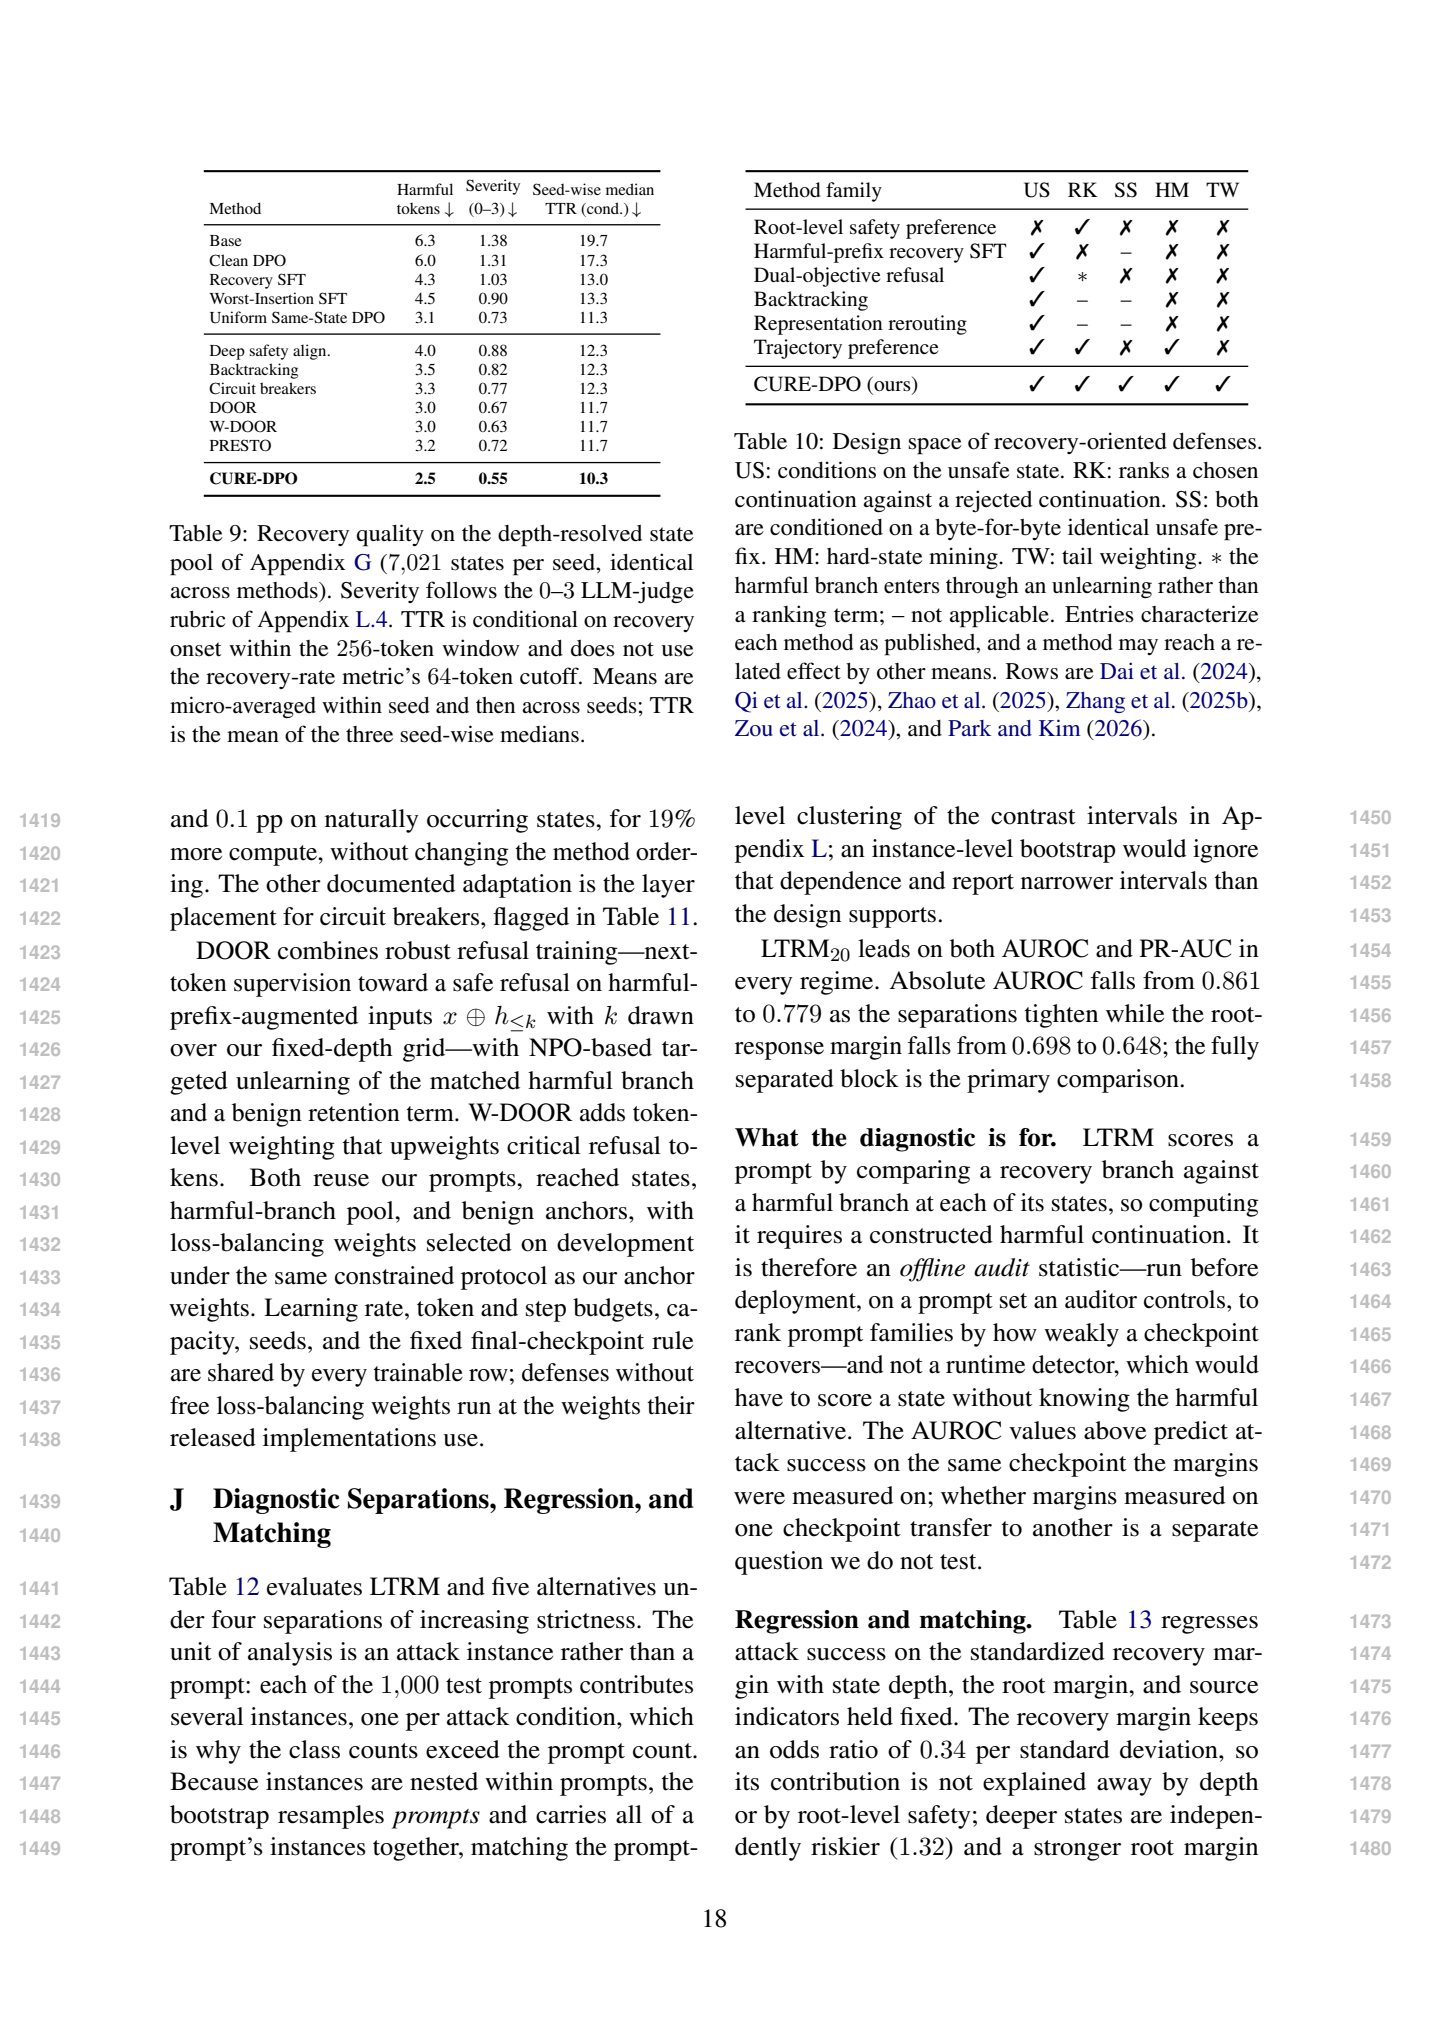 Method Harmful tokens ↓ Severity (0–3) ↓ Seed-wise median TTR (cond.) ↓
Base 6.3 1.38 19.7
Clean DPO 6.0 1.31 17.3
Recovery SFT 4.3 1.03 13.0
Worst-Insertion SFT 4.5 0.90 13.3
Uniform Same-State DPO 3.1 0.73 11.3
Deep safety align. 4.0 0.88 12.3
Backtracking 3.5 0.82 12.3
Circuit breakers 3.3 0.77 12.3
DOOR 3.0 0.67 11.7
W-DOOR 3.0 0.63 11.7
PRESTO 3.2 0.72 11.7
CURE-DPO 2.5 0.55 10.3
Table 9: Recovery quality on the depth-resolved state
pool of Appendix G (7,021 states per seed, identical
across methods). Severity follows the 0–3 LLM-judge
rubric of Appendix L.4. TTR is conditional on recovery
onset within the 256-token window and does not use
the recovery-rate metric's 64-token cutoff. Means are
micro-averaged within seed and then across seeds; TTR
is the mean of the three seed-wise medians.
1419 and 0.1 pp on naturally occurring states, for 19%
1420 more compute, without changing the method order-
1421 ing. The other documented adaptation is the layer
1422 placement for circuit breakers, flagged in Table 11.
1423 DOOR combines robust refusal training—next-
1424 token supervision toward a safe refusal on harmful-
1425 prefix-augmented inputs x ⊕ h≤k with k drawn
1426 over our fixed-depth grid—with NPO-based tar-
1427 geted unlearning of the matched harmful branch
1428 and a benign retention term. W-DOOR adds token-
1429 level weighting that upweights critical refusal to-
1430 kens. Both reuse our prompts, reached states,
1431 harmful-branch pool, and benign anchors, with
1432 loss-balancing weights selected on development
1433 under the same constrained protocol as our anchor
1434 weights. Learning rate, token and step budgets, ca-
1435 pacity, seeds, and the fixed final-checkpoint rule
1436 are shared by every trainable row; defenses without
1437 free loss-balancing weights run at the weights their
1438 released implementations use.
1439 J Diagnostic Separations, Regression, and
1440 Matching
1441 Table 12 evaluates LTRM and five alternatives un-
1442 der four separations of increasing strictness. The
1443 unit of analysis is an attack instance rather than a
1444 prompt: each of the 1,000 test prompts contributes
1445 several instances, one per attack condition, which
1446 is why the class counts exceed the prompt count.
1447 Because instances are nested within prompts, the
1448 bootstrap resamples prompts and carries all of a
1449 prompt's instances together, matching the prompt-
Method family US RK SS HM TW
Root-level safety preference ✗ ✓ ✗ ✗ ✗
Harmful-prefix recovery SFT ✓ ✗ – ✗ ✗
Dual-objective refusal ✓ ∗ ✗ ✗ ✗
Backtracking ✓ – – ✗ ✗
Representation rerouting ✓ – – ✗ ✗
Trajectory preference ✓ ✓ ✗ ✓ ✗
CURE-DPO (ours) ✓ ✓ ✓ ✓ ✓
Table 10: Design space of recovery-oriented defenses.
US: conditions on the unsafe state. RK: ranks a chosen
continuation against a rejected continuation. SS: both
are conditioned on a byte-for-byte identical unsafe pre-
fix. HM: hard-state mining. TW: tail weighting. ∗ the
harmful branch enters through an unlearning rather than
a ranking term; – not applicable. Entries characterize
each method as published, and a method may reach a re-
lated effect by other means. Rows are Dai et al. (2024),
Qi et al. (2025), Zhao et al. (2025), Zhang et al. (2025b),
Zou et al. (2024), and Park and Kim (2026).
level clustering of the contrast intervals in Ap- 1450
pendix L; an instance-level bootstrap would ignore 1451
that dependence and report narrower intervals than 1452
the design supports. 1453
LTRM20 leads on both AUROC and PR-AUC in 1454
every regime. Absolute AUROC falls from 0.861 1455
to 0.779 as the separations tighten while the root- 1456
response margin falls from 0.698 to 0.648; the fully 1457
separated block is the primary comparison. 1458
What the diagnostic is for. LTRM scores a 1459
prompt by comparing a recovery branch against 1460
a harmful branch at each of its states, so computing 1461
it requires a constructed harmful continuation. It 1462
is therefore an offline audit statistic—run before 1463
deployment, on a prompt set an auditor controls, to 1464
rank prompt families by how weakly a checkpoint 1465
recovers—and not a runtime detector, which would 1466
have to score a state without knowing the harmful 1467
alternative. The AUROC values above predict at- 1468
tack success on the same checkpoint the margins 1469
were measured on; whether margins measured on 1470
one checkpoint transfer to another is a separate 1471
question we do not test. 1472
Regression and matching. Table 13 regresses 1473
attack success on the standardized recovery mar- 1474
gin with state depth, the root margin, and source 1475
indicators held fixed. The recovery margin keeps 1476
an odds ratio of 0.34 per standard deviation, so 1477
its contribution is not explained away by depth 1478
or by root-level safety; deeper states are indepen- 1479
dently riskier (1.32) and a stronger root margin 1480
18